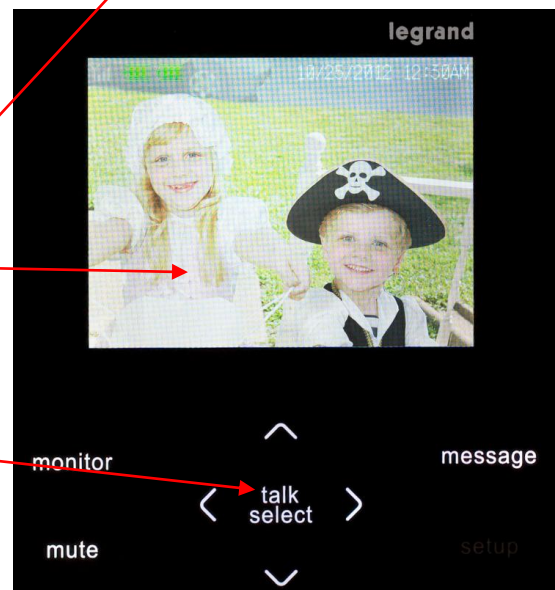 legrand
10/25/2012 12:30AM
monitor
message
talk
select
mute
setup